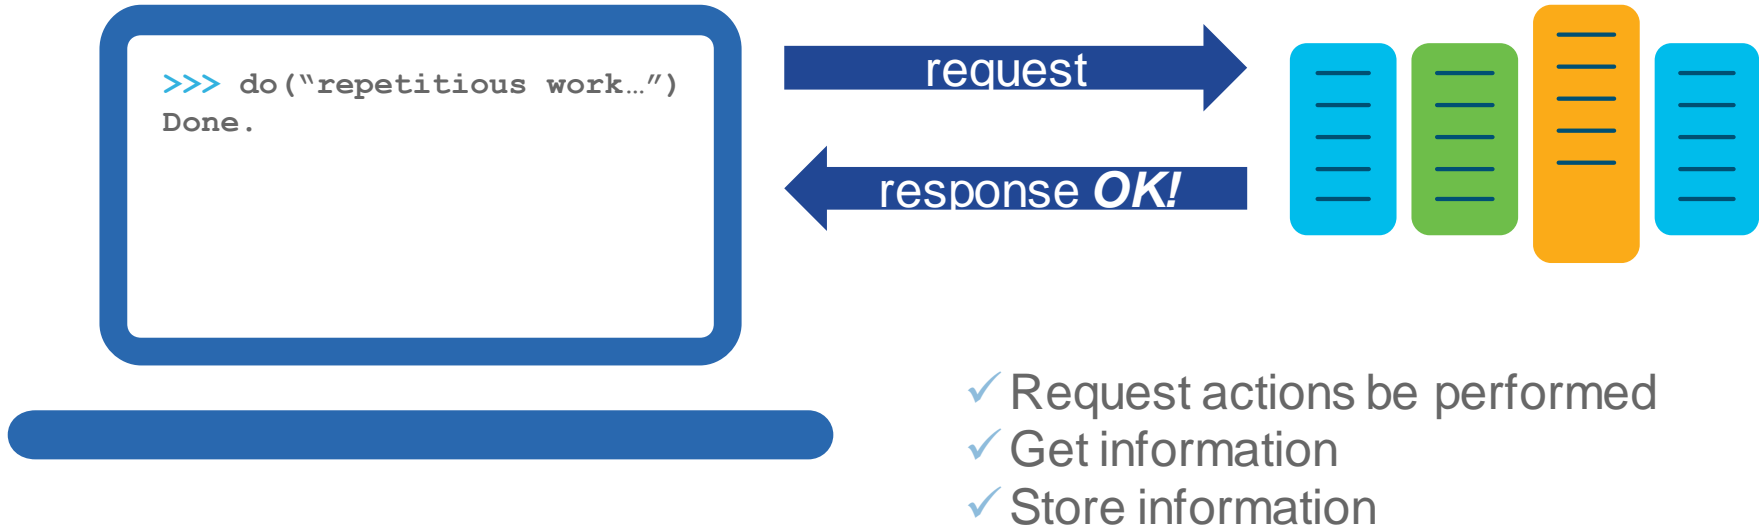 >>> do(“repetitious work…”)
Done.
request
response OK!
✓ Request actions be performed
✓ Get information
✓ Store information